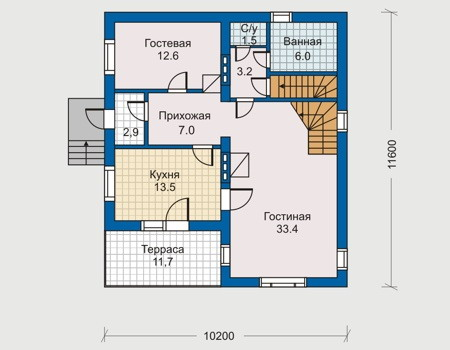 Гостевая
12.6
С/у
1.5
Ванная
6.0
3.2
2,9
Прихожая
7.0
Кухня
13.5
Гостиная
33.4
Терраса
11,7
11600
10200